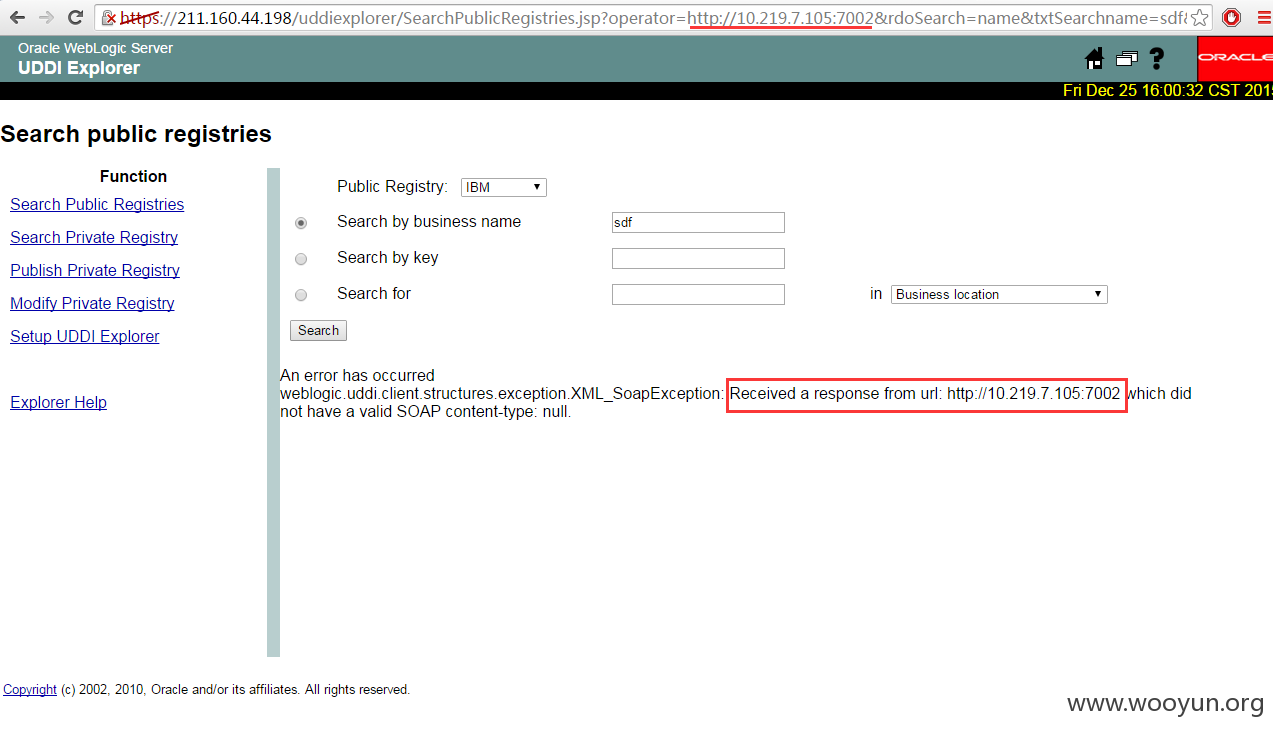 https://211.160.44.198/uddiexplorer/SearchPublicRegistries.jsp?operator=http://10.219.7.105:7002&rdoSearch=name&txtSearchname=sdf&
Oracle WebLogic Server
UDDI Explorer
ORACLE
Fri Dec 25 16:00:32 CST 201
Search public registries
Function
Search Public Registries
Search Private Registry
Publish Private Registry
Modify Private Registry
Setup UDDI Explorer
Explorer Help
Public Registry: IBM
Search by business name sdf
Search by key
Search for in Business location
Search
An error has occurred
weblogic.uddi.client.structures.exception.XML_SoapException: Received a response from url: http://10.219.7.105:7002 which did
not have a valid SOAP content-type: null.
Copyright (c) 2002, 2010, Oracle and/or its affiliates. All rights reserved.
www.wooyun.org